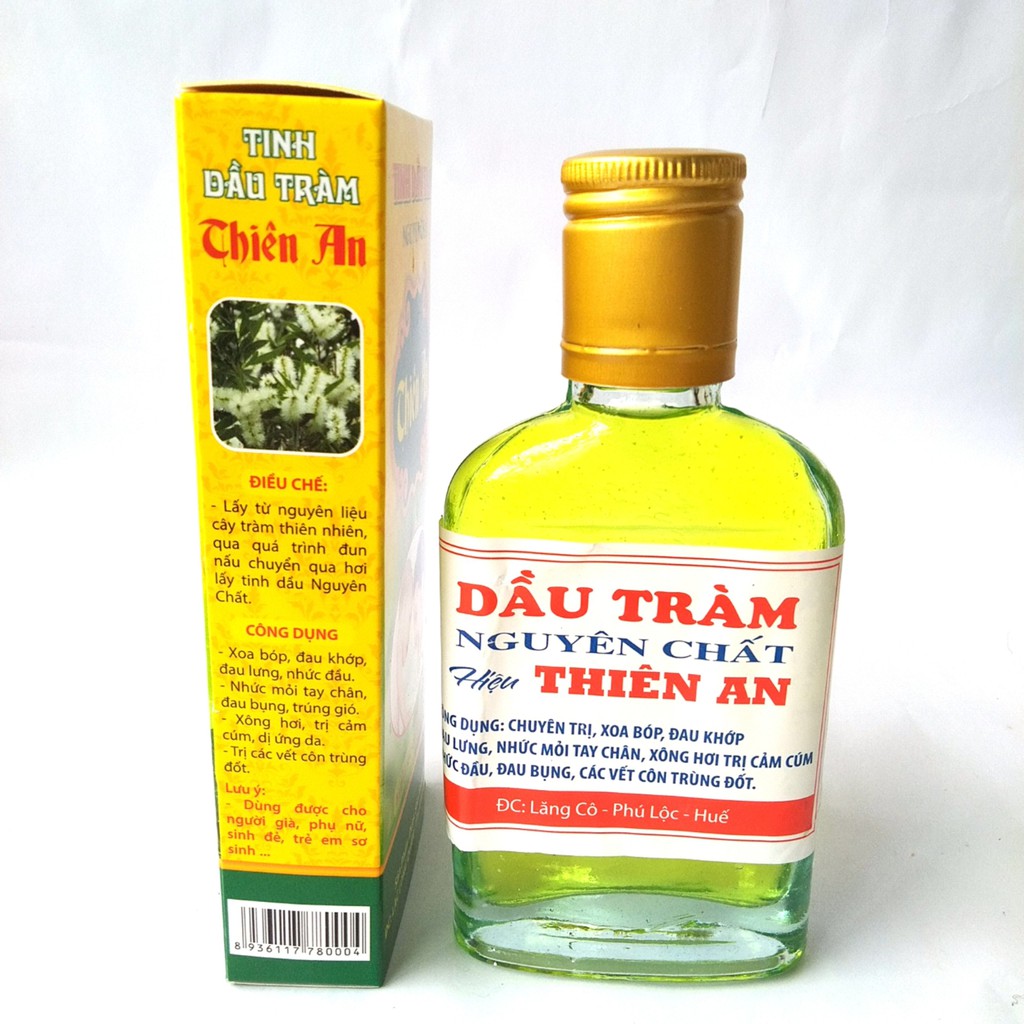 TINH
DẦU TRÀM
Thiên An
ĐIỀU CHẾ:
- Lấy từ nguyên liệu
cây tràm thiên nhiên,
qua quá trình đun
nấu chuyển qua hơi
lấy tinh dầu Nguyên
Chất.
CÔNG DỤNG
- Xoa bóp, đau khớp,
đau lưng, nhức đầu.
- Nhức mỏi tay chân,
đau bụng, trúng gió.
- Xông hơi, trị cảm
cúm, dị ứng da.
- Trị các vết côn trùng
đốt.
Lưu ý:
- Dùng được cho
người già, phụ nữ,
sinh đẻ, trẻ em sơ
sinh ...
8 936117 780004
DẦU TRÀM
NGUYÊN CHẤT
Hiệu THIÊN AN
DỤNG: CHUYÊN TRỊ, XOA BÓP, ĐAU KHỚP
LƯNG, NHỨC MỎI TAY CHÂN, XÔNG HƠI TRỊ CẢM CÚM
ĐẦU, ĐAU BỤNG, CÁC VẾT CÔN TRÙNG ĐỐT.
ĐC: Lăng Cô - Phú Lộc - Huế